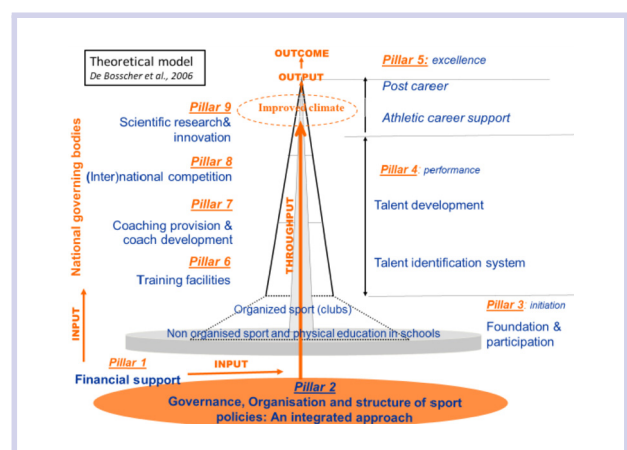 Theoretical model
De Bosscher et al., 2006
OUTCOME
OUTPUT
Improved climate
THROUGHPUT
Pillar 5: excellence
Post career
Athletic career support
Pillar 9
Scientific research&
innovation
Pillar 8
(Inter)national competition
Pillar 7
Coaching provision &
coach development
Pillar 6
Training facilities
National governing bodies
INPUT
Pillar 4: performance
Talent development
Talent identification system
Organized sport (clubs)
Non organised sport and physical education in schools
Pillar 3: initiation
Foundation &
participation
Pillar 1
Financial support
INPUT
Pillar 2
Governance, Organisation and structure of sport
policies: An integrated approach